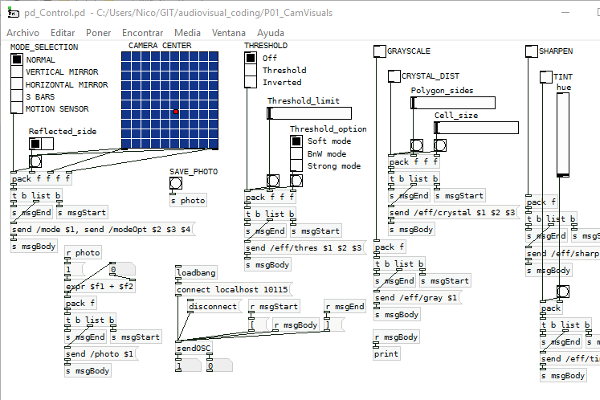 pd_Control.pd - C:/Users/Nico/GIT/audiovisual_coding/P01_CamVisuals
Archivo Editar Poner Encontrar Media Ventana Ayuda
MODE_SELECTION
NORMAL
VERTICAL MIRROR
HORIZONTAL MIRROR
3 BARS
MOTION SENSOR
Reflected_side
pack f f f f
t b list b
s msgEnd s msgStart
send /mode $1, send /modeOpt $2 $3 $4
s msgBody
CAMERA CENTER
SAVE_PHOTO
s photo
r photo
1 0
expr $f1 + $f2
pack f
t b list b
s msgEnd s msgStart
send /photo $1
s msgBody
loadbang
connect localhost 10115
disconnect
r msgStart
r msgEnd
[ r msgBody ]
sendOSC
1 0
THRESHOLD
Off
Threshold
Inverted
Threshold_limit
Threshold_option
Soft mode
BnW mode
Strong mode
pack f f f
t b list b
s msgEnd s msgStart
send /eff/thres $1 $2 $3
s msgBody
GRAYSCALE
CRYSTAL_DIST
Polygon_sides
Cell_size
pack f f f
t b list b
s msgEnd s msgStart
send /eff/crystal $1 $2 $3
s msgBody
pack f
t b list b
s msgEnd s msgStart
send /eff/gray $1
s msgBody
r msgBody
print
SHARPEN
TINT
hue
pack f
t b list b
s msgEnd s msgS
send /eff/sharp
s msgBody
pack
t b list b
s msgEnd s msgS
send /eff/ti
s msgBody